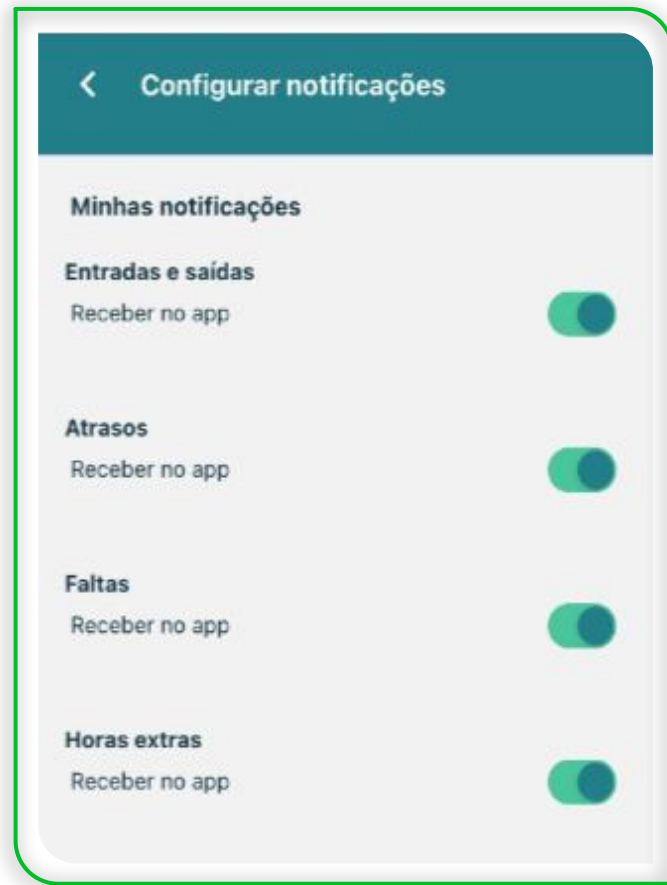 Configurar notificações
Minhas notificações
Entradas e saídas
Receber no app
Atrasos
Receber no app
Faltas
Receber no app
Horas extras
Receber no app